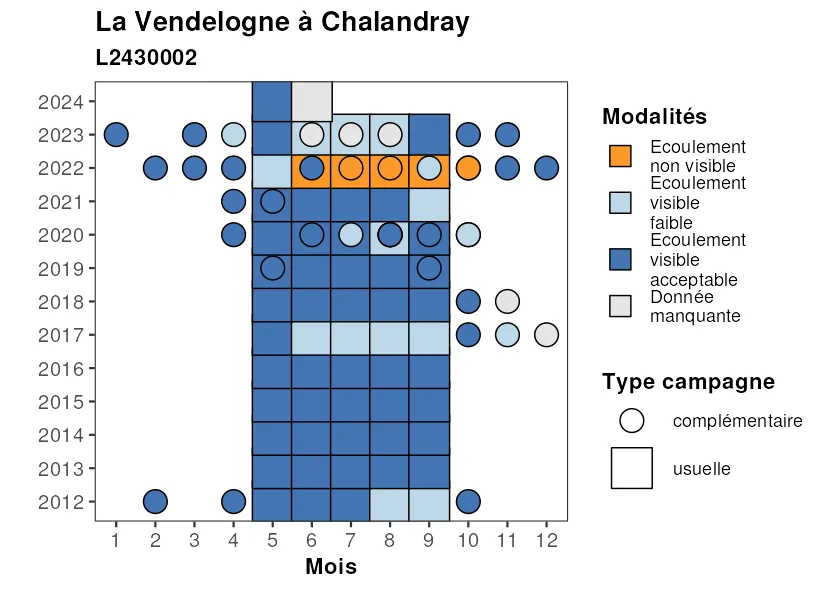 La Vendelogne à Chalandray
L2430002
2024
2023
2022
2021
2020
2019
2018
2017
2016
2015
2014
2013
2012
1 2 3 4 5 6 7 8 9 10 11 12
Mois
Modalités
Ecoulement
non visible
Ecoulement
visible
faible
Ecoulement
visible
acceptable
Donnée
manquante
Type campagne
complémentaire
usuelle